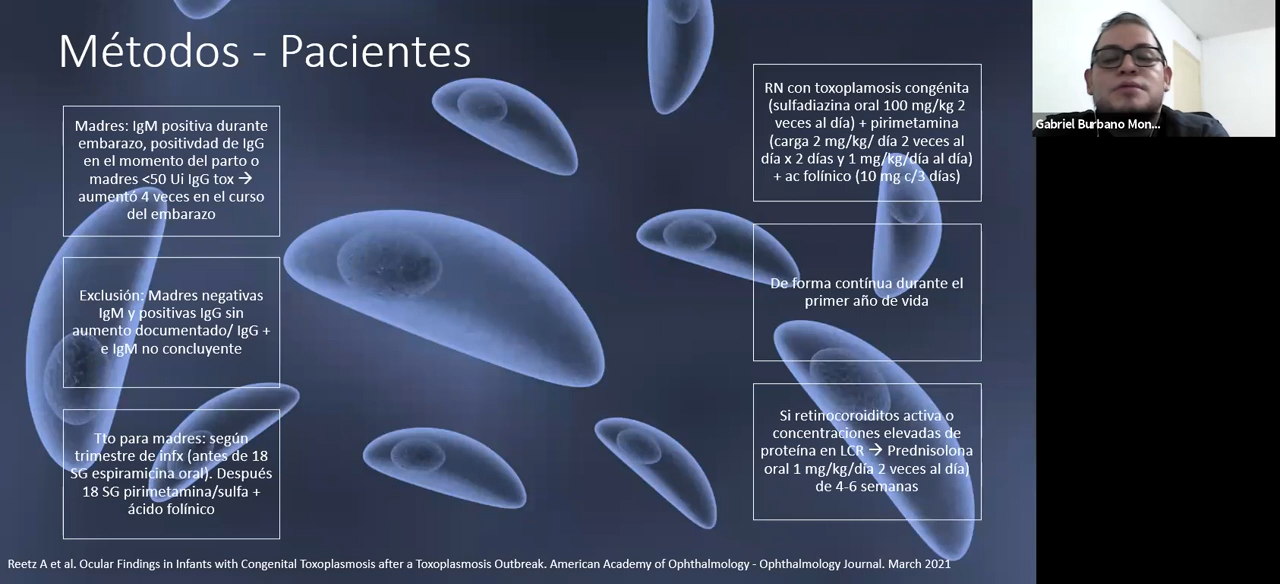 Métodos - Pacientes
Madres: IgM positiva durante
embarazo, positivdad de IgG
en el momento del parto o
madres <50 Ui IgG tox →
aumentó 4 veces en el curso
del embarazo
Exclusión: Madres negativas
IgM y positivas IgG sin
aumento documentado/ IgG +
e IgM no concluyente
Tto para madres: según
trimestre de infx (antes de 18
SG espiramicina oral). Después
18 SG pirimetamina/sulfa +
ácido folínico
RN con toxoplamosis congénita
(sulfadiazina oral 100 mg/kg 2
veces al día) + pirimetamina
(carga 2 mg/kg/ día 2 veces al
día x 2 días y 1 mg/kg/día al día)
+ ac folínico (10 mg c/3 días)
De forma contínua durante el
primer año de vida
Si retinocoroiditos activa o
concentraciones elevadas de
proteína en LCR → Prednisolona
oral 1 mg/kg/día 2 veces al día)
de 4-6 semanas
Reetz A et al. Ocular Findings in Infants with Congenital Toxoplasmosis after a Toxoplasmosis Outbreak. American Academy of Ophthalmology - Ophthalmology Journal. March 2021
Gabriel Burbano Mon...